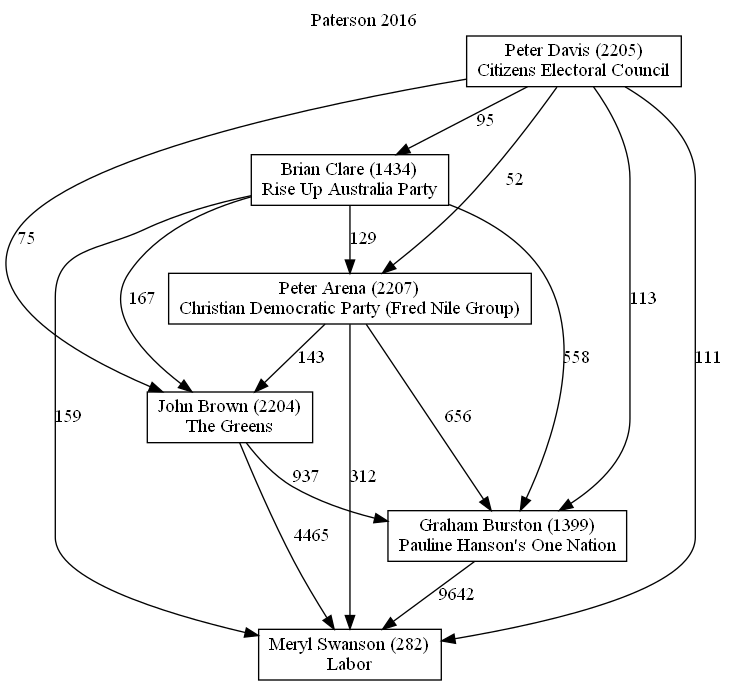 Paterson 2016
Peter Davis (2205)
Citizens Electoral Council
95
Brian Clare (1434)
Rise Up Australia Party
52
75
129
167
113
Peter Arena (2207)
Christian Democratic Party (Fred Nile Group)
143
558
111
John Brown (2204)
The Greens
159
656
937
312
Graham Burston (1399)
Pauline Hanson's One Nation
4465
9642
Meryl Swanson (282)
Labor